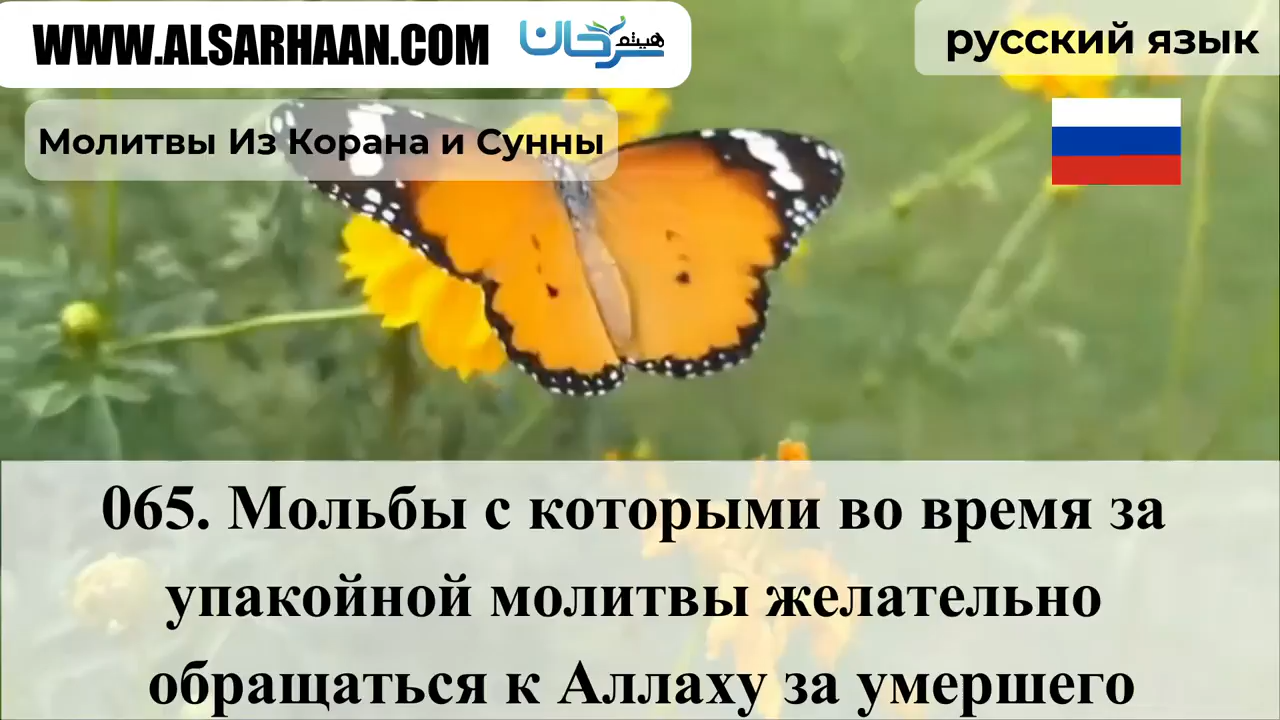 WWW.ALSARHAAN.COM
هيثم سرحان
русский язык
Молитвы Из Корана и Сунны
065. Мольбы с которыми во время за
упакойной молитвы желательно
обращаться к Аллаху за умершего